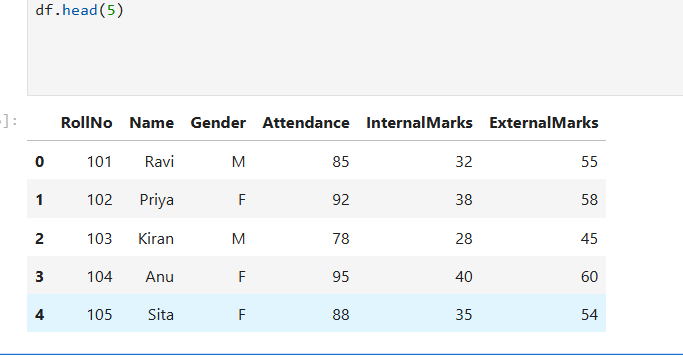 df.head(5)
]:
RollNo Name Gender Attendance InternalMarks ExternalMarks
0 101 Ravi M 85 32 55
1 102 Priya F 92 38 58
2 103 Kiran M 78 28 45
3 104 Anu F 95 40 60
4 105 Sita F 88 35 54